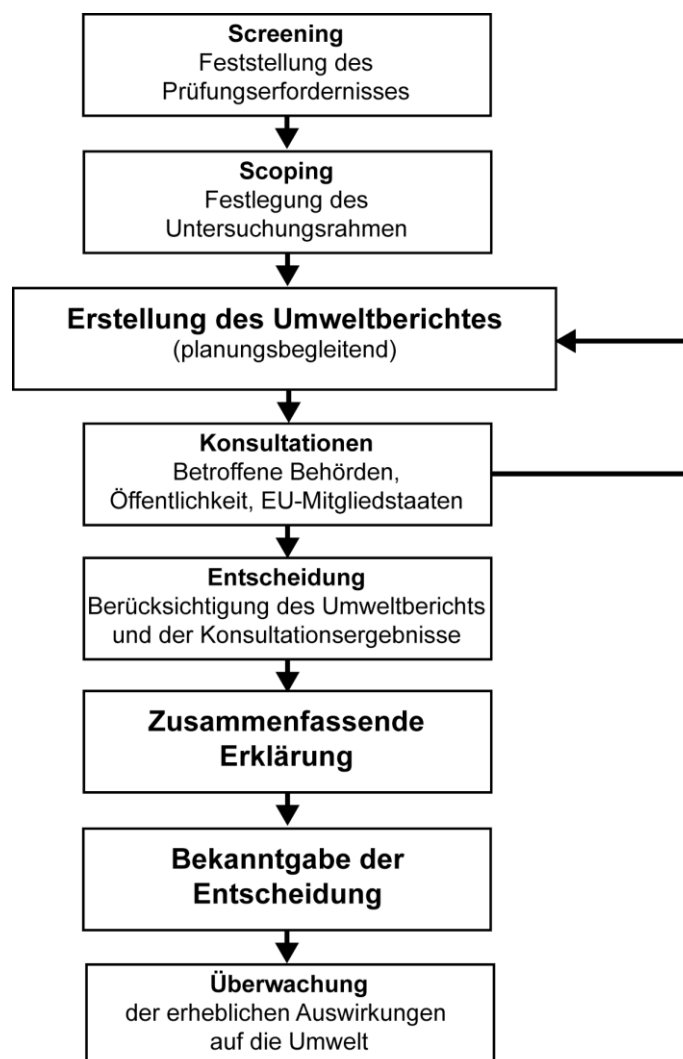 Screening
Feststellung des
Prüfungserfordernisses
Scoping
Festlegung des
Untersuchungsrahmen
Erstellung des Umweltberichtes
(planungsbegleitend)
Konsultationen
Betroffene Behörden,
Öffentlichkeit, EU-Mitgliedstaaten
Entscheidung
Berücksichtigung des Umweltberichts
und der Konsultationsergebnisse
Zusammenfassende
Erklärung
Bekanntgabe der
Entscheidung
Überwachung
der erheblichen Auswirkungen
auf die Umwelt